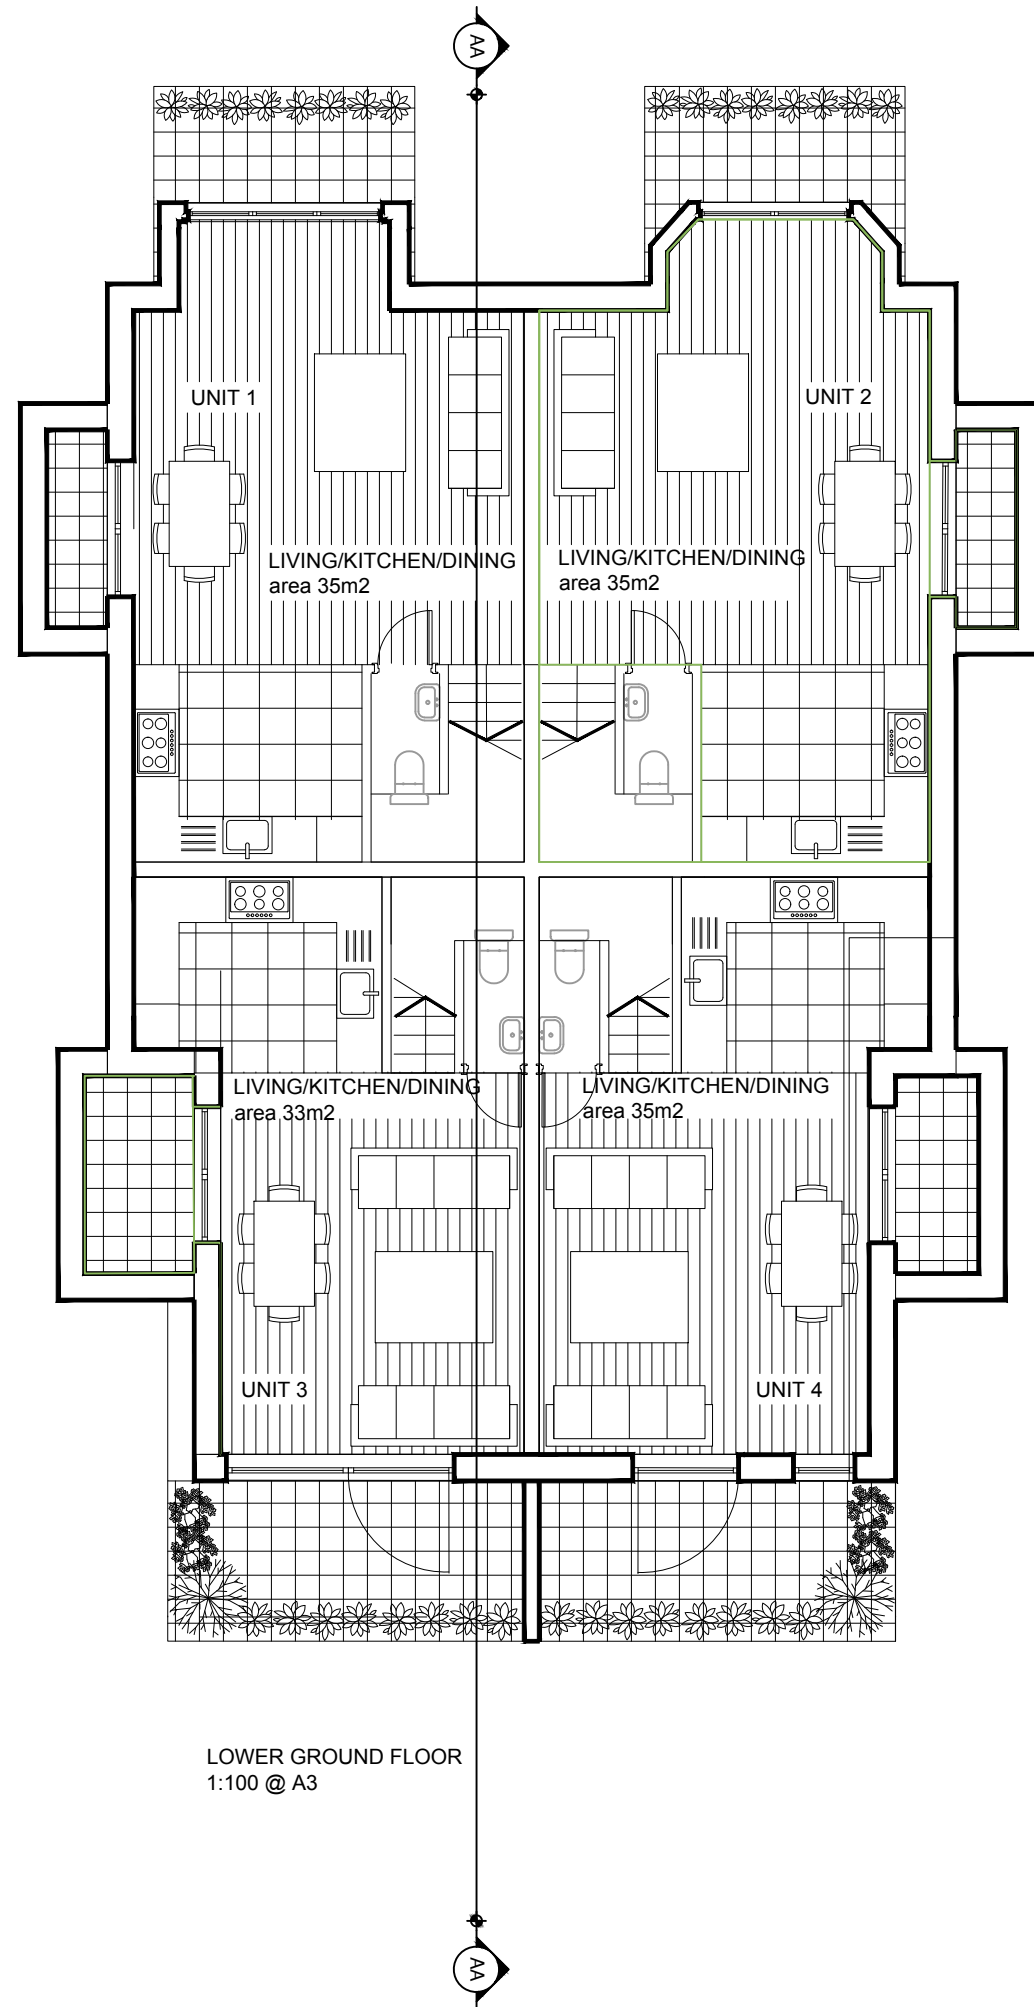 AA
UNIT 1
UNIT 2
LIVING/KITCHEN/DINING
area 35m2
LIVING/KITCHEN/DINING
area 35m2
LIVING/KITCHEN/DINING
area 33m2
LIVING/KITCHEN/DINING
area 35m2
UNIT 3
UNIT 4
LOWER GROUND FLOOR
1:100 @ A3
AA